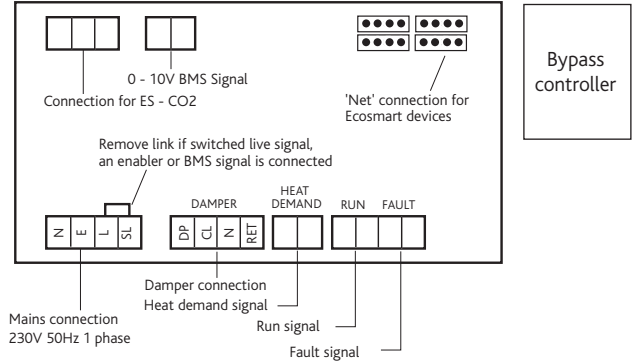 0 - 10V BMS Signal
Connection for ES - CO2
'Net' connection for
Ecosmart devices
Bypass
controller
Remove link if switched live signal,
an enabler or BMS signal is connected
DAMPER
HEAT
DEMAND
RUN
FAULT
N
E
L
SL
DP
CL
N
RET
Damper connection
Heat demand signal
Mains connection
230V 50Hz 1 phase
Run signal
Fault signal